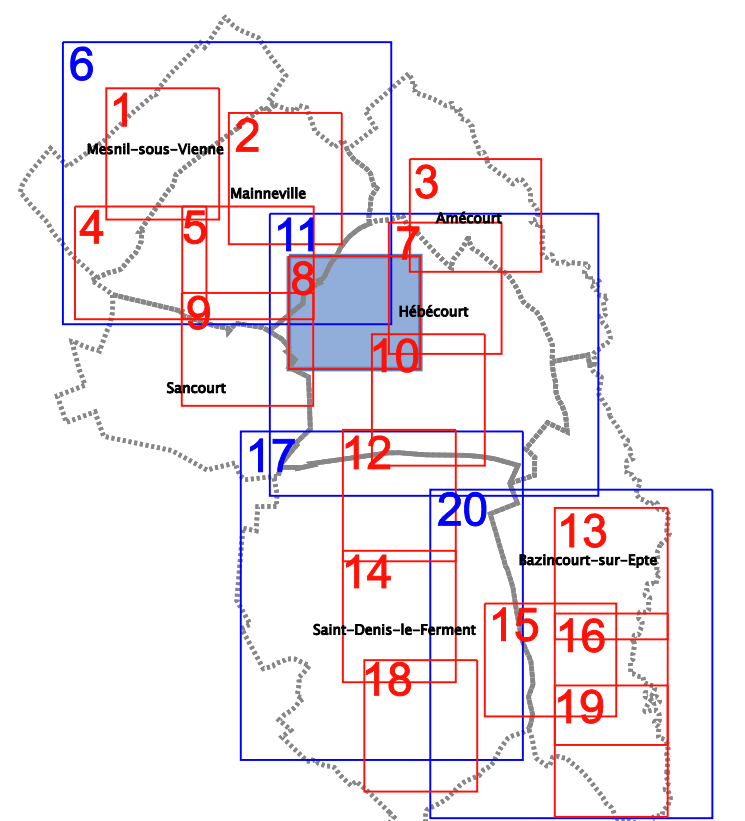 6
1
Mesnil-sous-Vienne
2
3
Mainneville
Amécourt
4
5
11
7
8
9
Hébécourt
10
Sancourt
12
17
20
13
Bazincourt-sur-Epte
14
15
Saint-Denis-le-Ferment
16
18
19